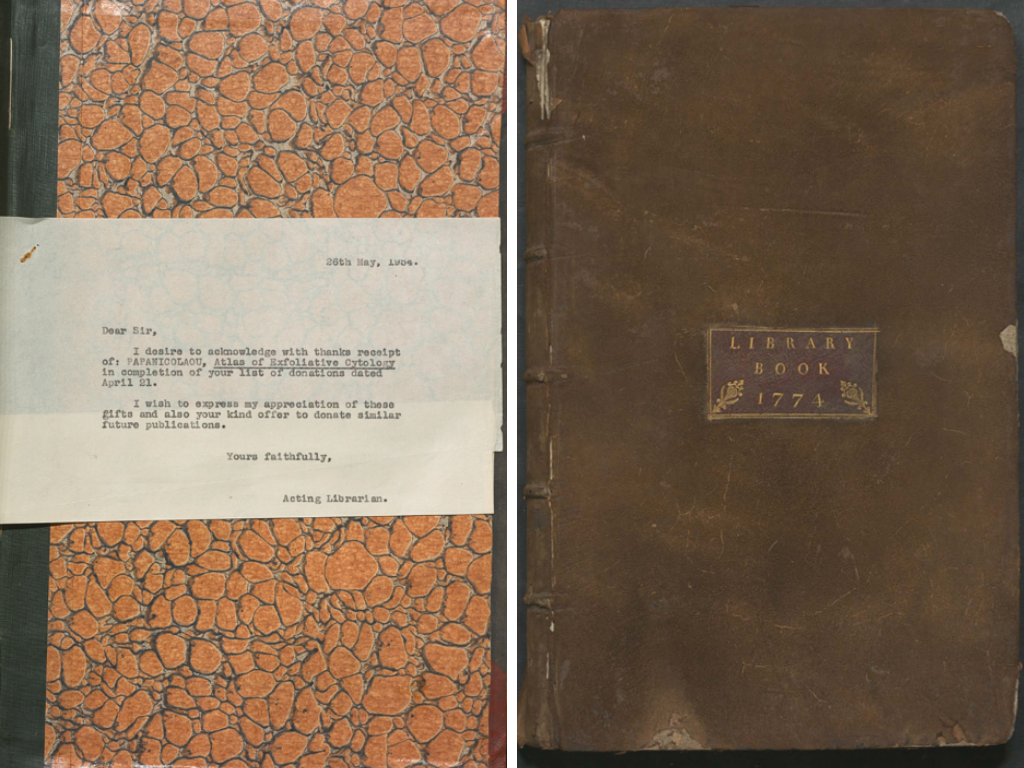 26th May,
Dear Sir,
I desire to acknowledge with thanks receipt
of: PAPANICOLAOU, Atlas of Exfoliative Cytology
in completion of your list of donations dated
April 21.
I wish to express my appreciation of these
gifts and also your kind offer to donate similar
future publications.
Yours faithfully,
Acting Librarian.
LIBRARY
BOOK
1774